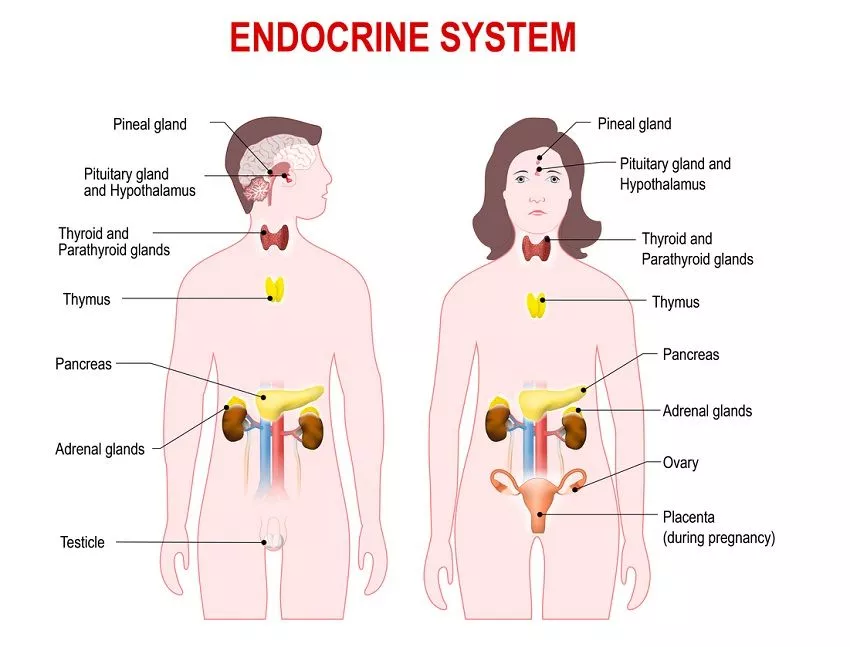 ENDOCRINE SYSTEM
Pineal gland
Pituitary gland
and Hypothalamus
Thyroid and
Parathyroid glands
Thymus
Pancreas
Adrenal glands
Testicle
Pineal gland
Pituitary gland and
Hypothalamus
Thyroid and
Parathyroid glands
Thymus
Pancreas
Adrenal glands
Ovary
Placenta
(during pregnancy)